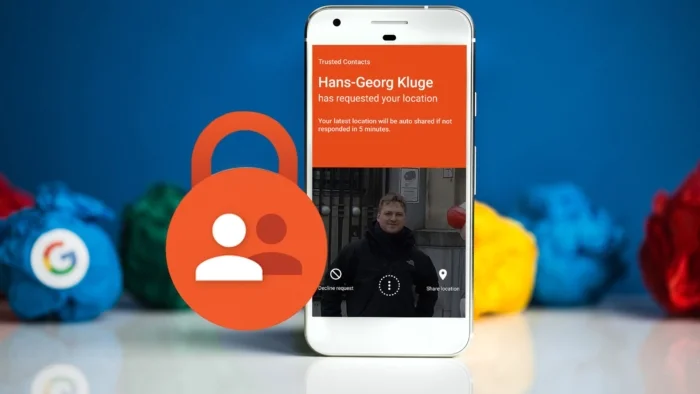 Trusted Contacts
Hans-Georg Kluge
has requested your location
Your latest location will be auto shared if not
responded in 5 minutes.
Decline request
Share location
G